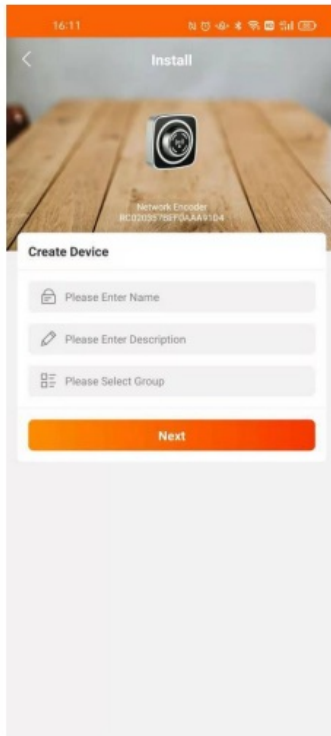 16:11
Install
Network Encoder
Create Device
Please Enter Name
Please Enter Description
Please Select Group
Next